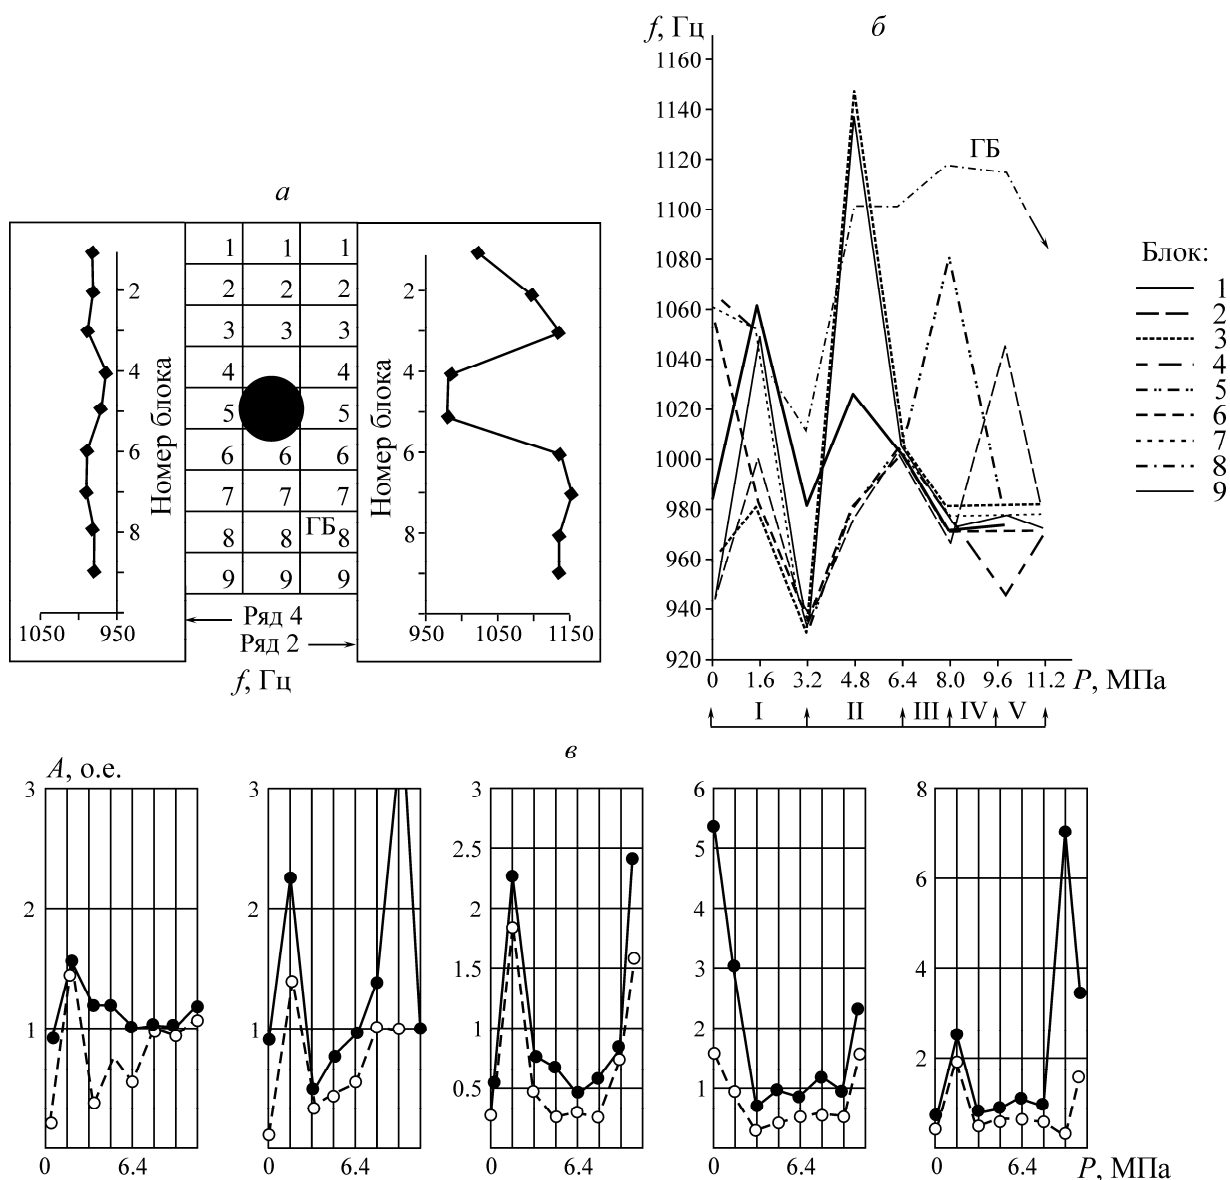 а
1 1 1
2 2 2
3 3 3
4 4
5 5
6 6 6
7 7 7
ГБ
8 8 8
9 9 9
2
4
6
8
Номер блока
1050 950
2
4
6
8
Номер блока
950 1050 1150
Ряд 4
Ряд 2
f, Гц
б
f, Гц
1160
1140
1120
1100
1080
1060
1040
1020
1000
980
960
940
920
0 1.6 3.2 4.8 6.4 8.0 9.6 11.2 P, МПа
I II III IV V
ГБ
Блок:
1
2
3
4
5
6
7
8
9
в
A, о.е.
3
2
1
0 6.4
3
2
1
0 6.4
3
2.5
2
1.5
1
0.5
0 6.4
6
5
4
3
2
1
0 6.4
8
6
4
2
0 6.4 P, МПа